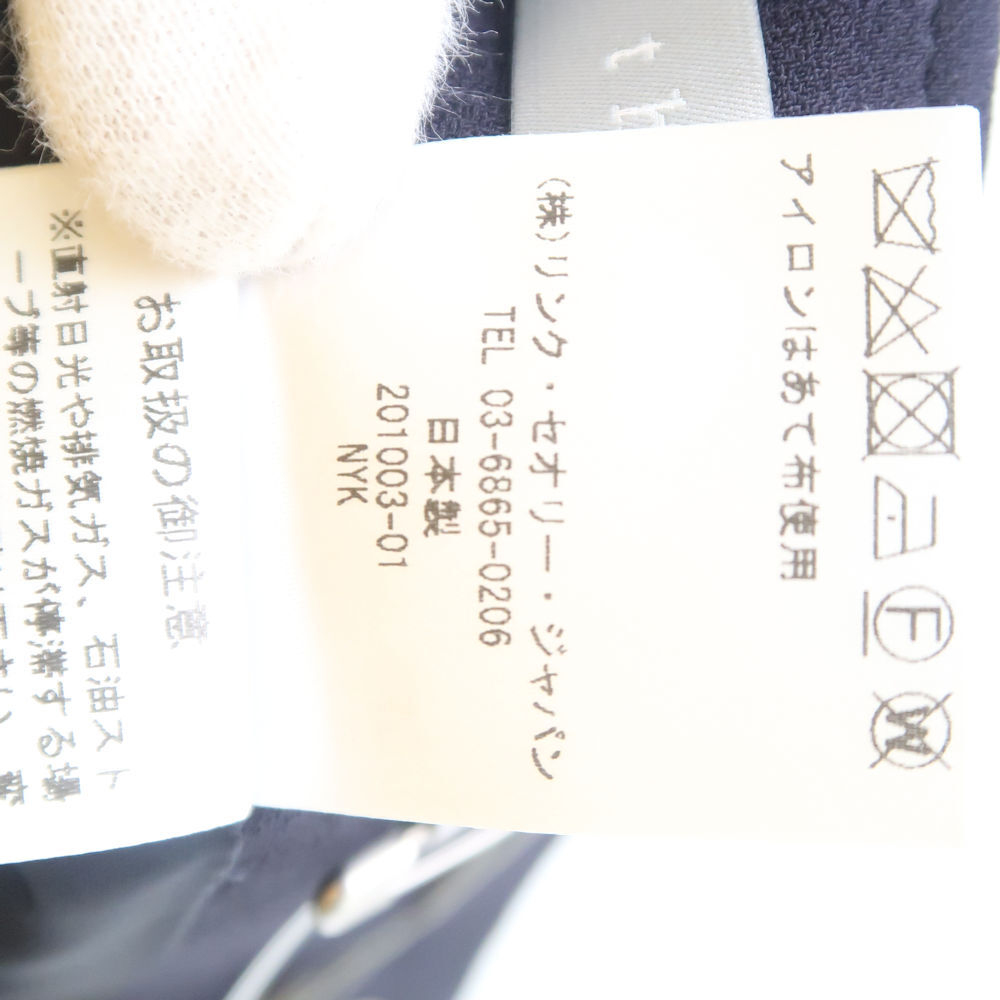 t h
アイロンはあて布使用
(株)リンク・セオリー・ジャパン
TEL 03-6865-0206
日本製
2010003-01
NYK
お取扱の御注意
※直射日光や排気ガス、石油スト
ーブ等の燃焼ガスが停滞する場